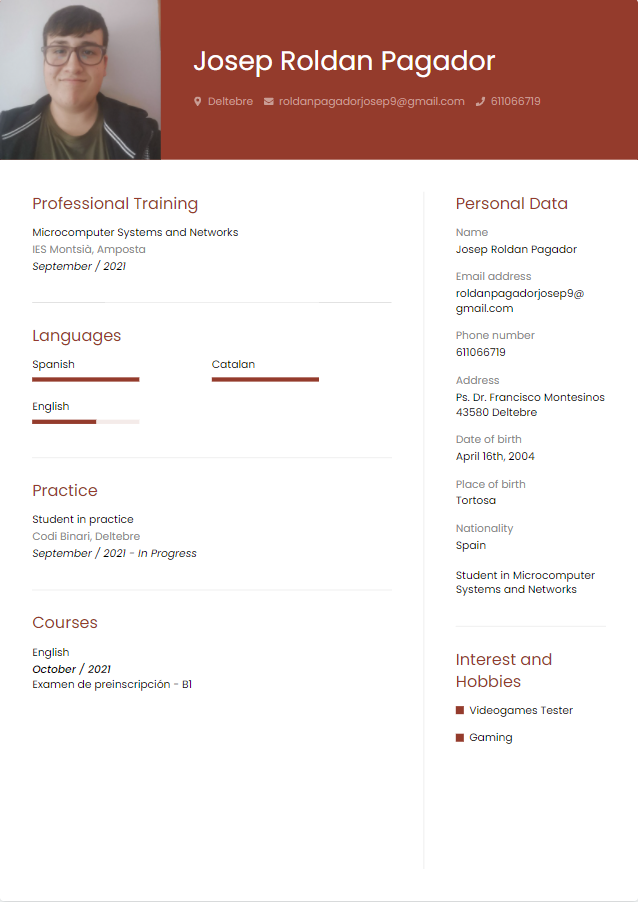 Josep Roldan Pagador
Deltebre roldanpagadorjosep9@gmail.com 611066719
Professional Training
Microcomputer Systems and Networks
IES Montsià, Amposta
September / 2021
Languages
Spanish Catalan
English
Practice
Student in practice
Codi Binari, Deltebre
September / 2021 - In Progress
Courses
English
October / 2021
Examen de preinscripción - B1
Personal Data
Name
Josep Roldan Pagador
Email address
roldanpagadorjosep9@
gmail.com
Phone number
611066719
Address
Ps. Dr. Francisco Montesinos
43580 Deltebre
Date of birth
April 16th, 2004
Place of birth
Tortosa
Nationality
Spain
Student in Microcomputer
Systems and Networks
Interest and
Hobbies
Videogames Tester
Gaming